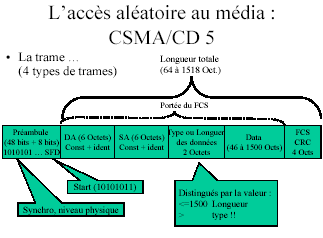 L'accès aléatoire au média :
CSMA/CD 5
• La trame …
(4 types de trames)
Longueur totale
(64 à 1518 Oct.)
Portée du FCS
Préambule
(48 bits + 8 bits)
1010101 … SFD
DA (6 Octets)
Const + ident
SA (6 Octets)
Const + ident
Type ou Longueur
des données
2 Octets
Data
(46 à 1500 Octs)
FCS
CRC
4 Octs
Start (10101011)
Synchro, niveau physique
Distingués par la valeur :
<=1500 Longueur
> type !!